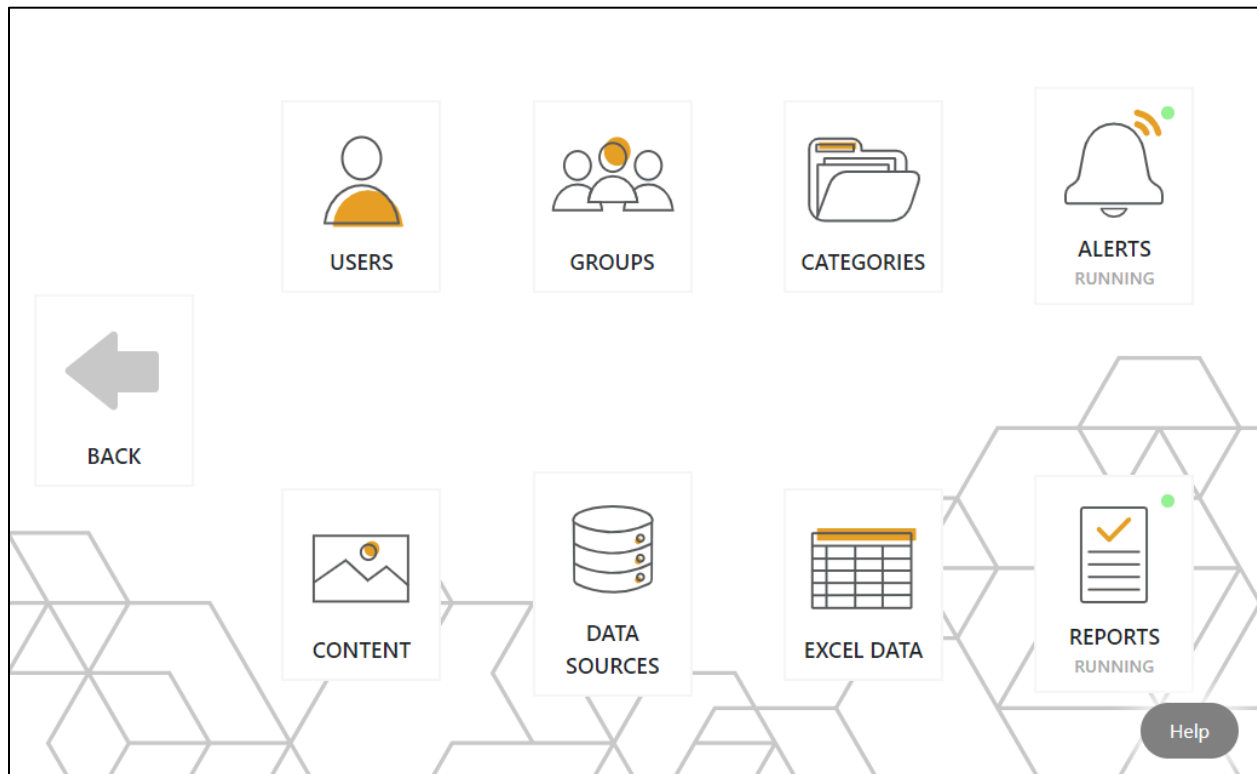 USERS
GROUPS
CATEGORIES
ALERTS
RUNNING
BACK
CONTENT
DATA
SOURCES
EXCEL DATA
REPORTS
RUNNING
Help